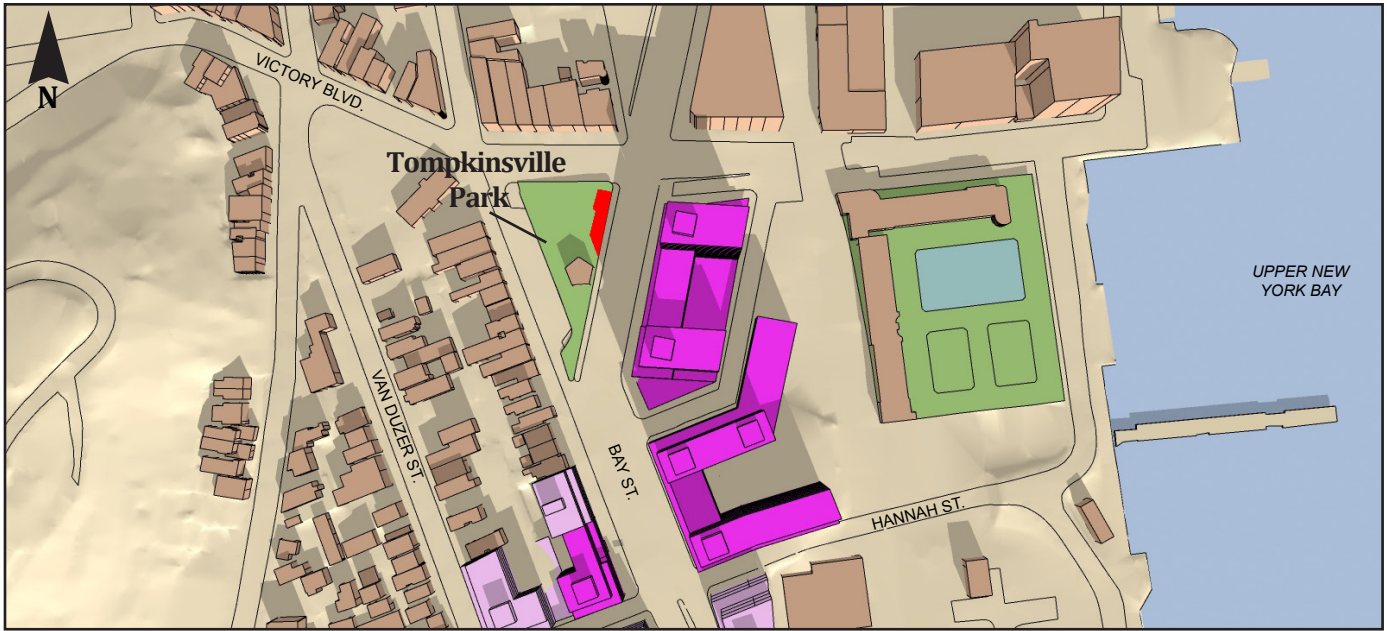 N
VICTORY BLVD.
Tompkinsville
Park
UPPER NEW
YORK BAY
VAN DUZER ST.
BAY ST.
HANNAH ST.